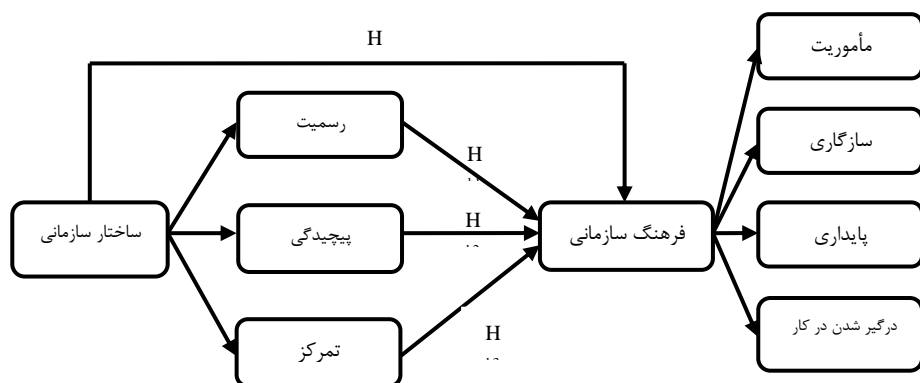 H
مأموریت
رسمیت
سازگاری
H
ساختار سازمانی
پیچیدگی
H
فرهنگ سازمانی
پایداری
تمرکز
H
درگیر شدن در کار